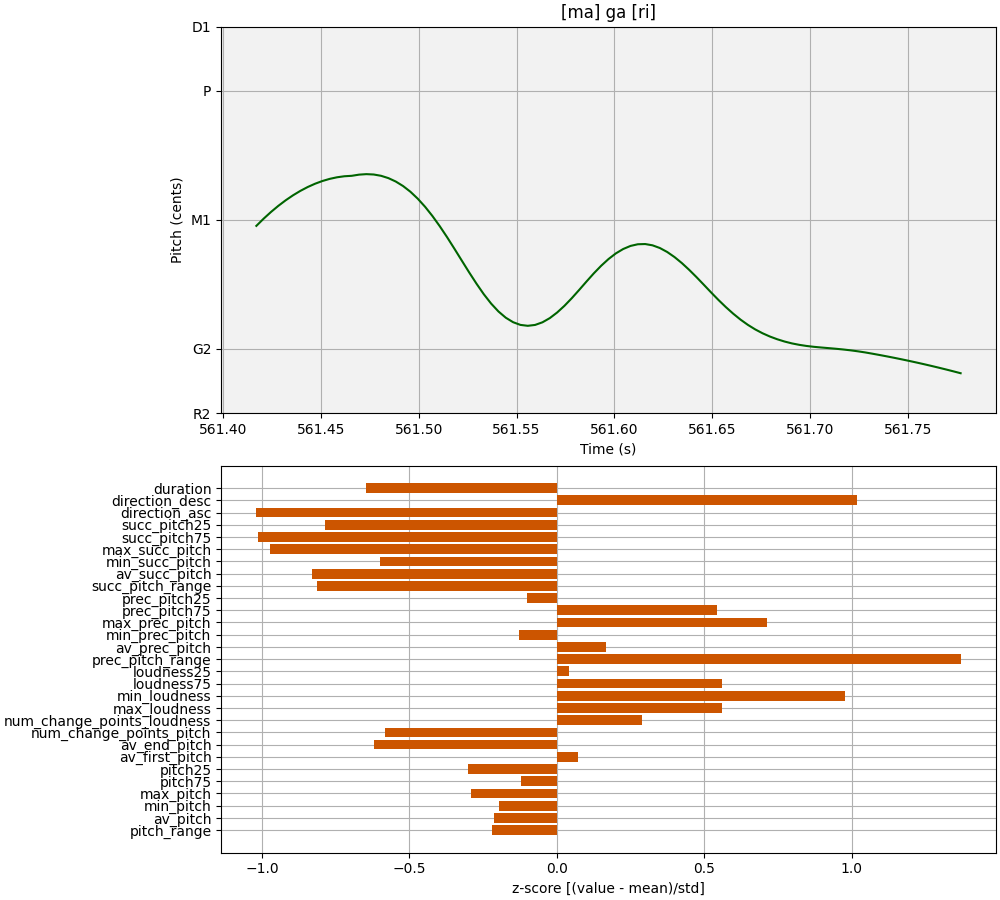 [ma] ga [ri]
D1
P
M1
G2
R2
Pitch (cents)
561.40 561.45 561.50 561.55 561.60 561.65 561.70 561.75
Time (s)
duration
direction_desc
direction_asc
succ_pitch25
succ_pitch75
max_succ_pitch
min_succ_pitch
av_succ_pitch
succ_pitch_range
prec_pitch25
prec_pitch75
max_prec_pitch
min_prec_pitch
av_prec_pitch
prec_pitch_range
loudness25
loudness75
min_loudness
max_loudness
num_change_points_loudness
num_change_points_pitch
av_end_pitch
av_first_pitch
pitch25
pitch75
max_pitch
min_pitch
av_pitch
pitch_range
−1.0 −0.5 0.0 0.5 1.0
z-score [(value - mean)/std]